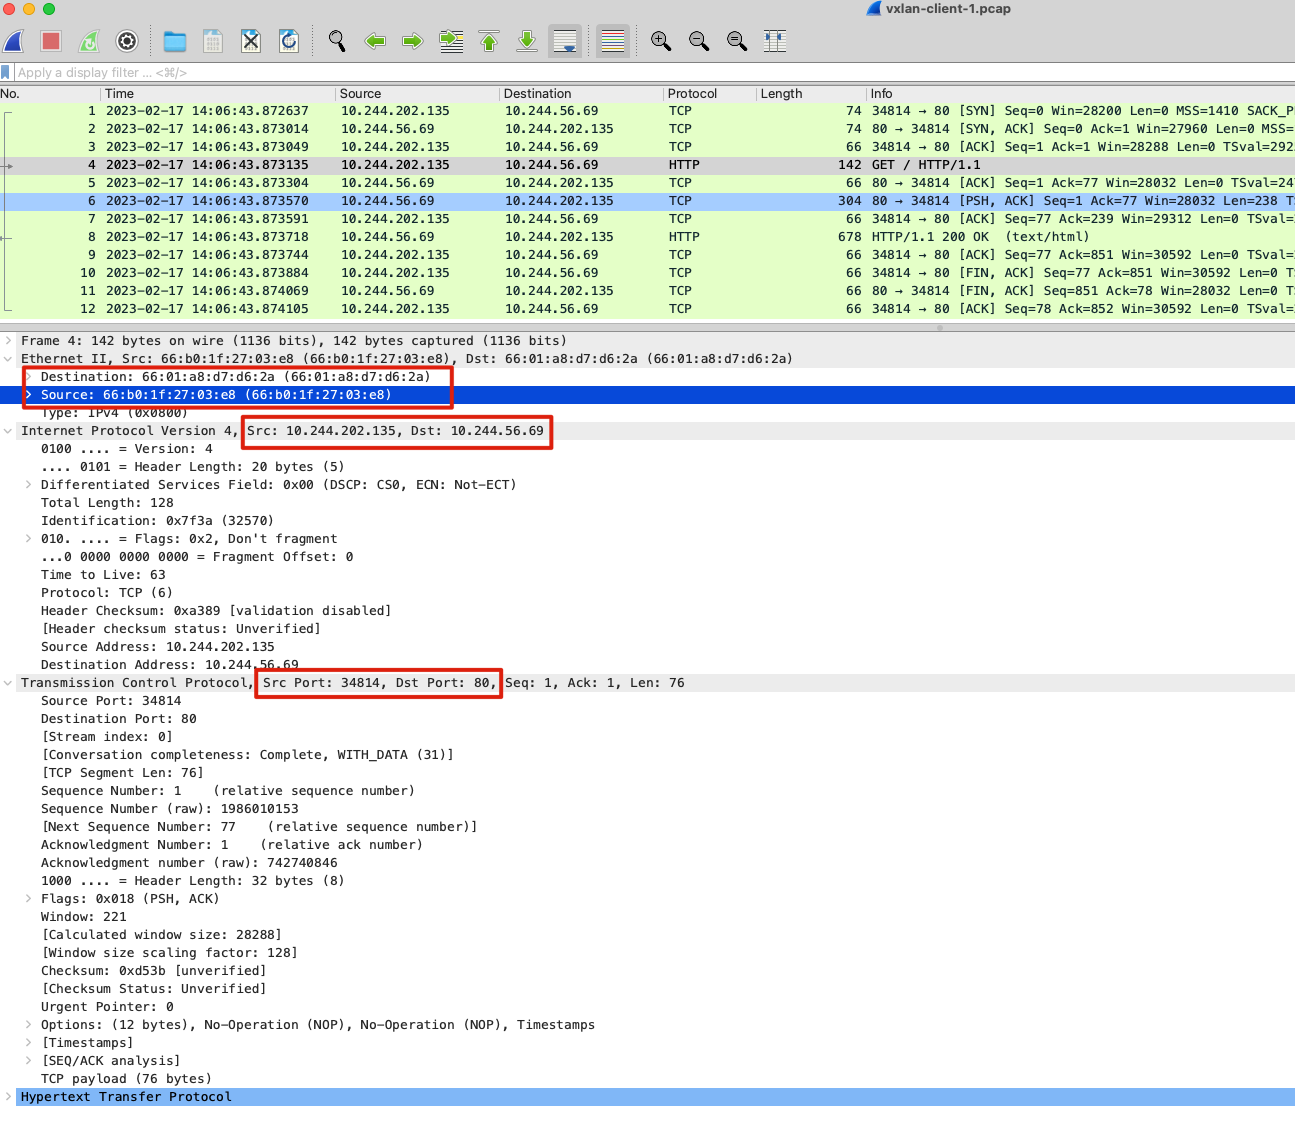 vxlan-client-1.pcap
Apply a display filter ... <⌘/>
No. Time Source Destination Protocol Length Info
1 2023-02-17 14:06:43.872637 10.244.202.135 10.244.56.69 TCP 74 34814 → 80 [SYN] Seq=0 Win=28200 Len=0 MSS=1410
2 2023-02-17 14:06:43.873014 10.244.56.69 10.244.202.135 TCP 74 80 → 34814 [SYN, ACK] Seq=0 Ack=1 Win=27960 Len=0 MSS=
3 2023-02-17 14:06:43.873049 10.244.202.135 10.244.56.69 TCP 66 34814 → 80 [ACK] Seq=1 Ack=1 Win=28288 Len=0
4 2023-02-17 14:06:43.873135 10.244.202.135 10.244.56.69 HTTP 142 GET / HTTP/1.1
5 2023-02-17 14:06:43.873304 10.244.56.69 10.244.202.135 TCP 66 80 → 34814 [ACK] Seq=1 Ack=77 Win=28032 Len=0
6 2023-02-17 14:06:43.873570 10.244.56.69 10.244.202.135 TCP 304 80 → 34814 [PSH, ACK] Seq=1 Ack=77 Win=28032 Len=238
7 2023-02-17 14:06:43.873591 10.244.202.135 10.244.56.69 TCP 66 34814 → 80 [ACK] Seq=77 Ack=239 Win=29312 Len=0
8 2023-02-17 14:06:43.873718 10.244.56.69 10.244.202.135 HTTP 678 HTTP/1.1 200 OK (text/html)
9 2023-02-17 14:06:43.873744 10.244.202.135 10.244.56.69 TCP 66 34814 → 80 [ACK] Seq=77 Ack=851 Win=30592 Len=0
10 2023-02-17 14:06:43.873884 10.244.202.135 10.244.56.69 TCP 66 34814 → 80 [FIN, ACK] Seq=77 Ack=851 Win=30592 Len=0
11 2023-02-17 14:06:43.874069 10.244.56.69 10.244.202.135 TCP 66 80 → 34814 [FIN, ACK] Seq=851 Ack=78 Win=28032 Len=0
12 2023-02-17 14:06:43.874105 10.244.202.135 10.244.56.69 TCP 66 34814 → 80 [ACK] Seq=78 Ack=852 Win=30592 Len=0
Frame 4: 142 bytes on wire (1136 bits), 142 bytes captured (1136 bits)
Ethernet II, Src: 66:b0:1f:27:03:e8 (66:b0:1f:27:03:e8), Dst: 66:01:a8:d7:d6:2a (66:01:a8:d7:d6:2a)
Destination: 66:01:a8:d7:d6:2a (66:01:a8:d7:d6:2a)
Source: 66:b0:1f:27:03:e8 (66:b0:1f:27:03:e8)
Type: IPv4 (0x0800)
Internet Protocol Version 4, Src: 10.244.202.135, Dst: 10.244.56.69
0100 .... = Version: 4
.... 0101 = Header Length: 20 bytes (5)
Differentiated Services Field: 0x00 (DSCP: CS0, ECN: Not-ECT)
Total Length: 128
Identification: 0x7f3a (32570)
010. .... = Flags: 0x2, Don't fragment
...0 0000 0000 0000 = Fragment Offset: 0
Time to Live: 63
Protocol: TCP (6)
Header Checksum: 0xa389 [validation disabled]
[Header checksum status: Unverified]
Source Address: 10.244.202.135
Destination Address: 10.244.56.69
Transmission Control Protocol, Src Port: 34814, Dst Port: 80, Seq: 1, Ack: 1, Len: 76
Source Port: 34814
Destination Port: 80
[Stream index: 0]
[Conversation completeness: Complete, WITH_DATA (31)]
[TCP Segment Len: 76]
Sequence Number: 1 (relative sequence number)
Sequence Number (raw): 1986010153
[Next Sequence Number: 77 (relative sequence number)]
Acknowledgment Number: 1 (relative ack number)
Acknowledgment number (raw): 742740846
1000 .... = Header Length: 32 bytes (8)
Flags: 0x018 (PSH, ACK)
Window: 221
[Calculated window size: 28288]
[Window size scaling factor: 128]
Checksum: 0xd53b [unverified]
[Checksum Status: Unverified]
Urgent Pointer: 0
Options: (12 bytes), No-Operation (NOP), No-Operation (NOP), Timestamps
[Timestamps]
[SEQ/ACK analysis]
TCP payload (76 bytes)
Hypertext Transfer Protocol